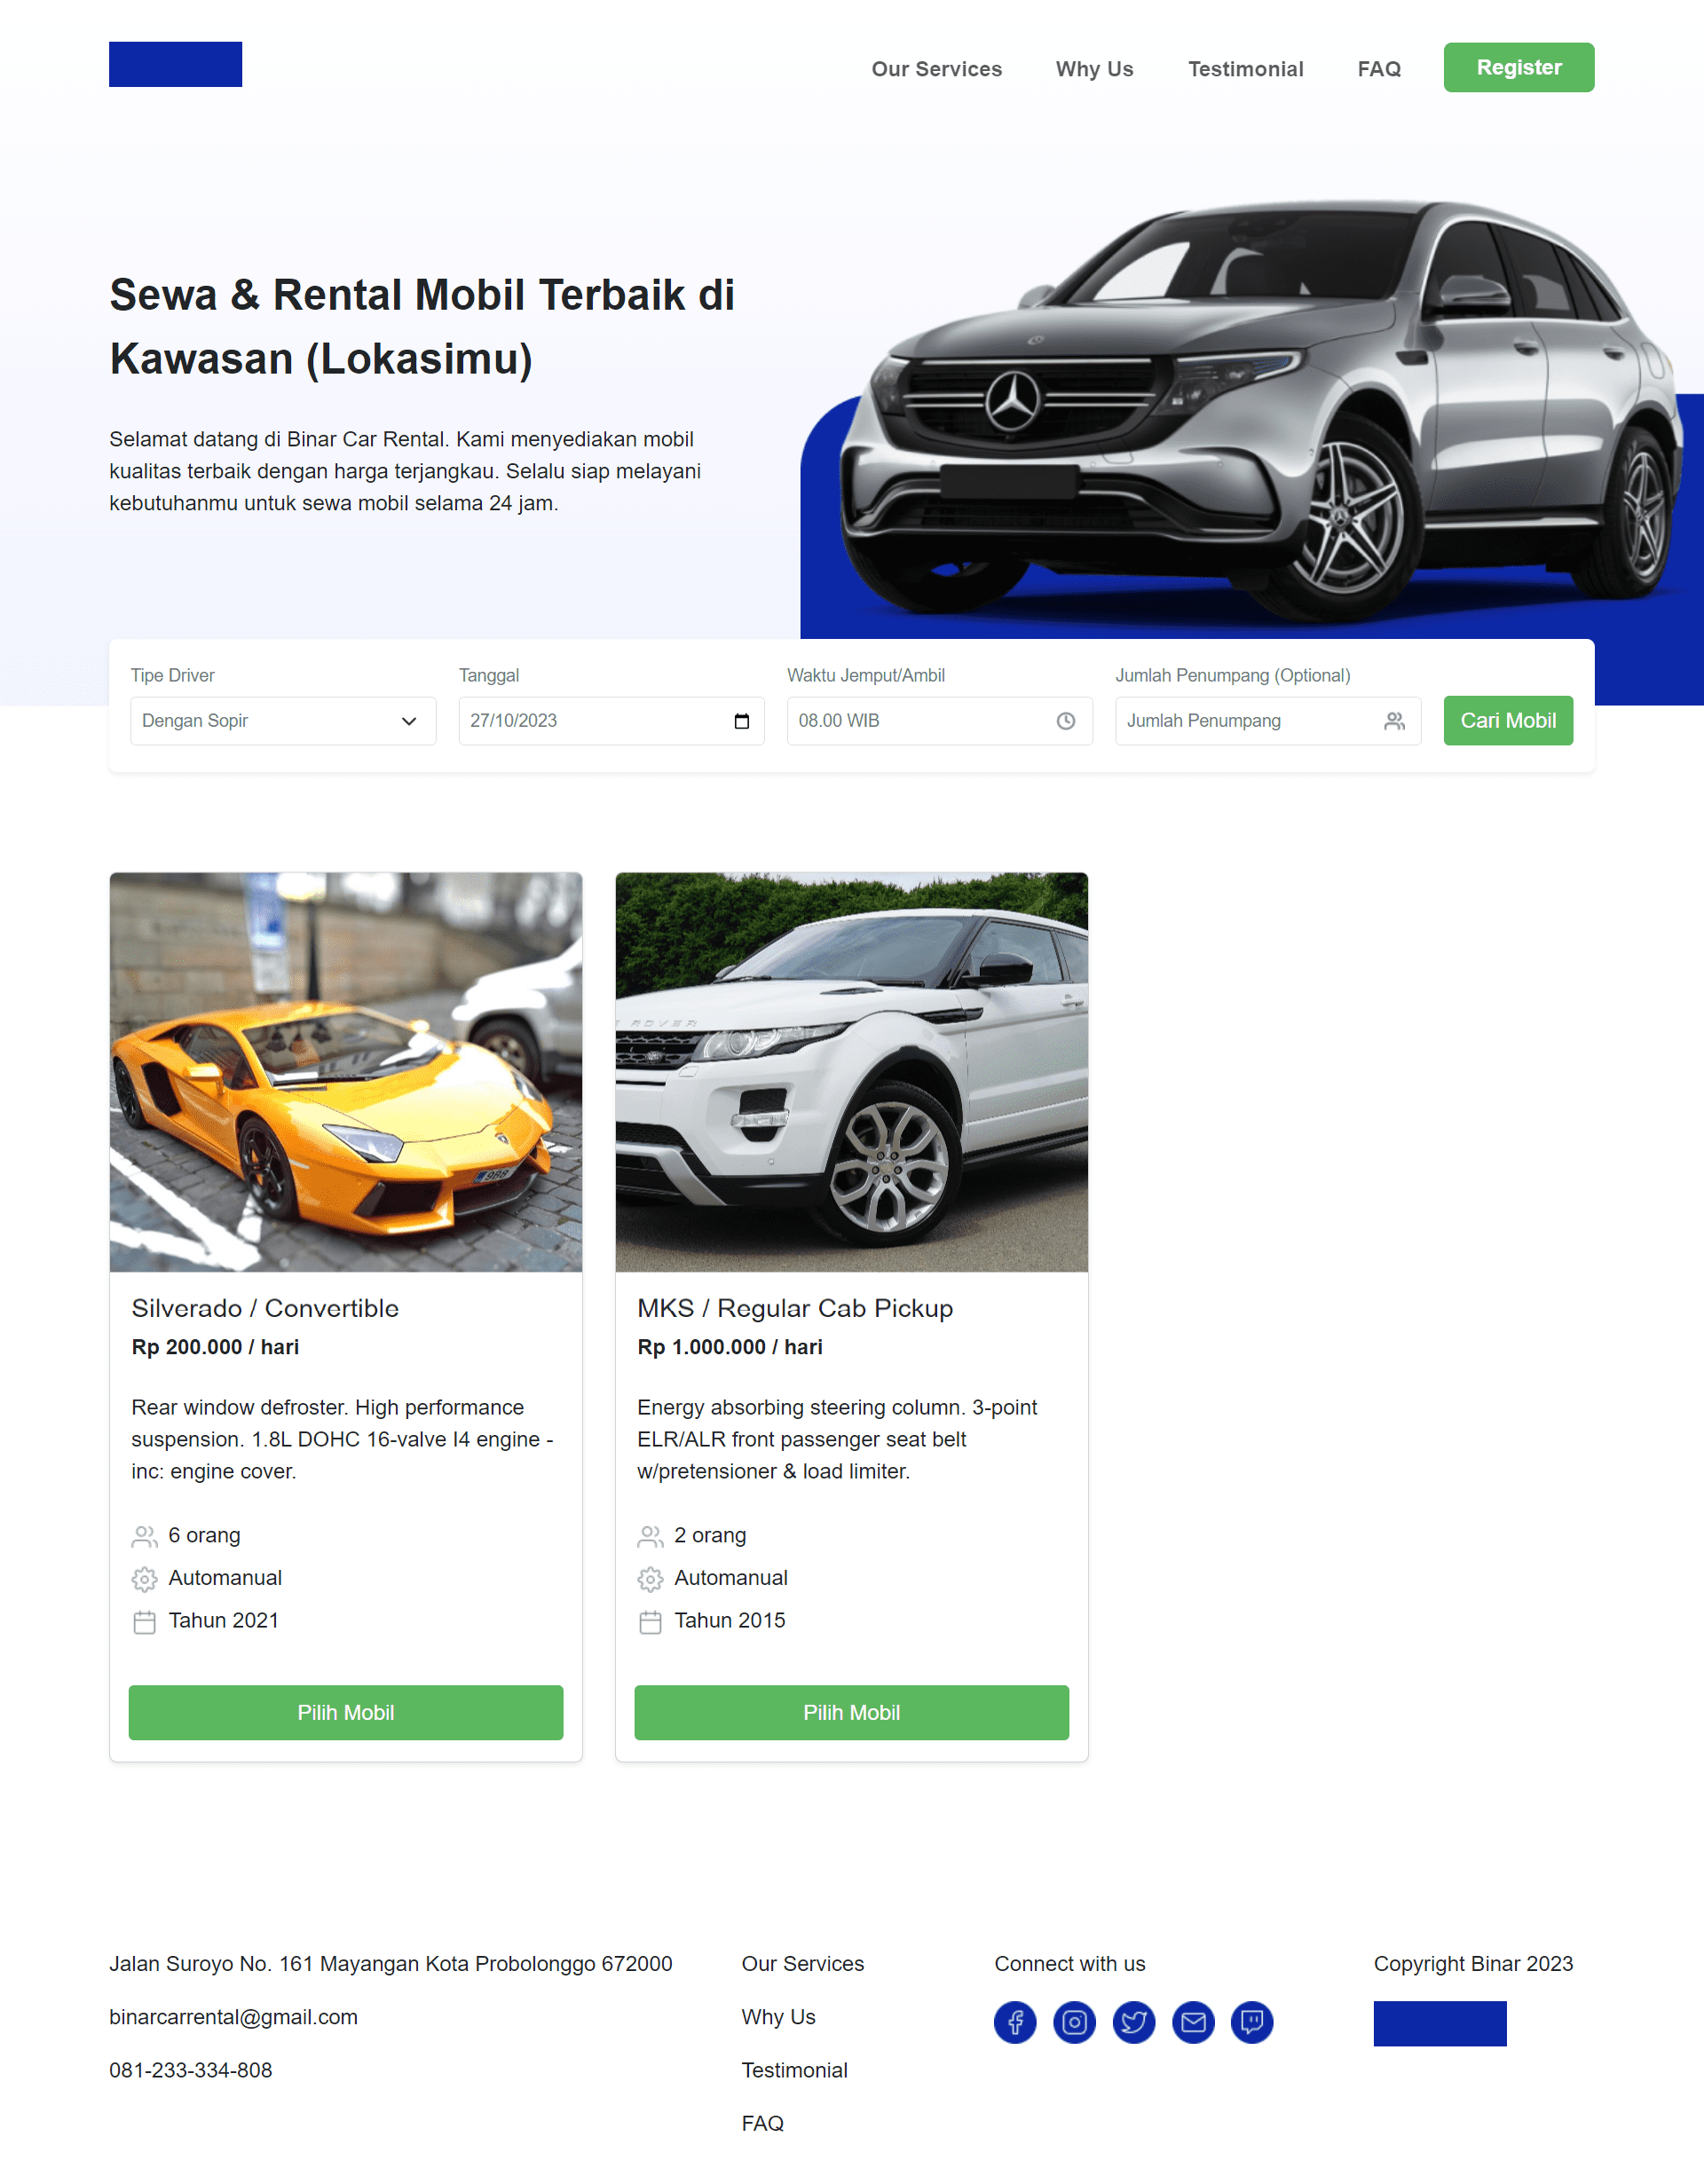 Our Services
Why Us
Testimonial
FAQ
Register
Sewa & Rental Mobil Terbaik di
Kawasan (Lokasimu)
Selamat datang di Binar Car Rental. Kami menyediakan mobil
kualitas terbaik dengan harga terjangkau. Selalu siap melayani
kebutuhanmu untuk sewa mobil selama 24 jam.
Tipe Driver
Dengan Sopir
Tanggal
27/10/2023
Waktu Jemput/Ambil
08.00 WIB
Jumlah Penumpang (Optional)
Jumlah Penumpang
Cari Mobil
Silverado / Convertible
Rp 200.000 / hari
Rear window defroster. High performance
suspension. 1.8L DOHC 16-valve I4 engine -
inc: engine cover.
6 orang
Automanual
Tahun 2021
Pilih Mobil
ROVER
MKS / Regular Cab Pickup
Rp 1.000.000 / hari
Energy absorbing steering column. 3-point
ELR/ALR front passenger seat belt
w/pretensioner & load limiter.
2 orang
Automanual
Tahun 2015
Pilih Mobil
Jalan Suroyo No. 161 Mayangan Kota Probolonggo 672000
binarcarrental@gmail.com
081-233-334-808
Our Services
Why Us
Testimonial
FAQ
Connect with us
Copyright Binar 2023